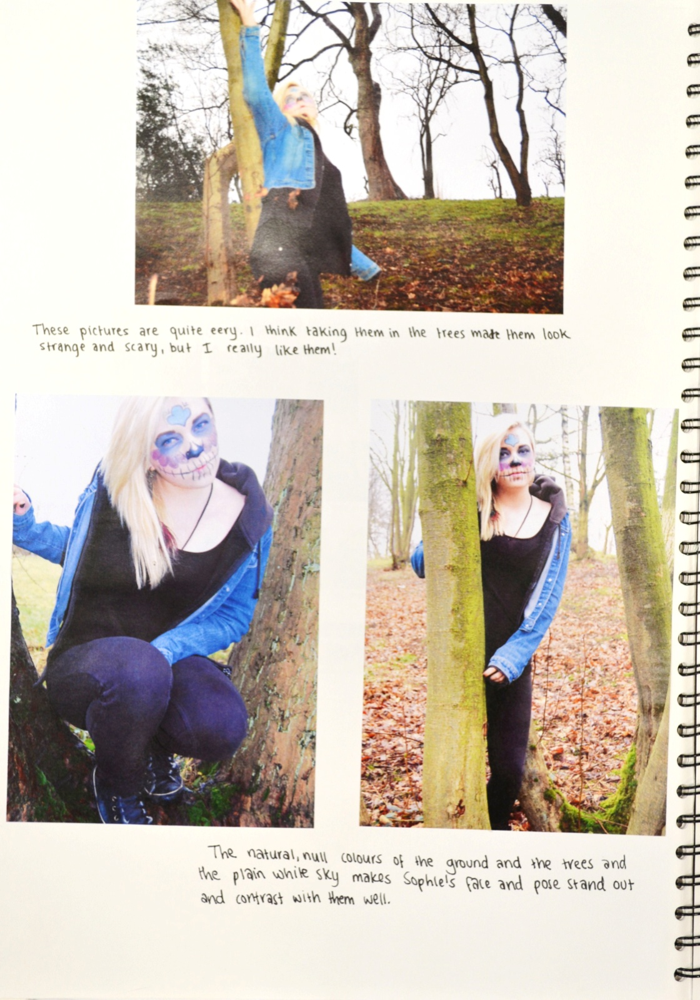 These pictures are quite eery. I think taking them in the trees made them look
strange and scary, but I really like them!
The natural, null colours of the ground and the trees and
the plain white sky makes Sophie's face and pose stand out
and contrast with them well.